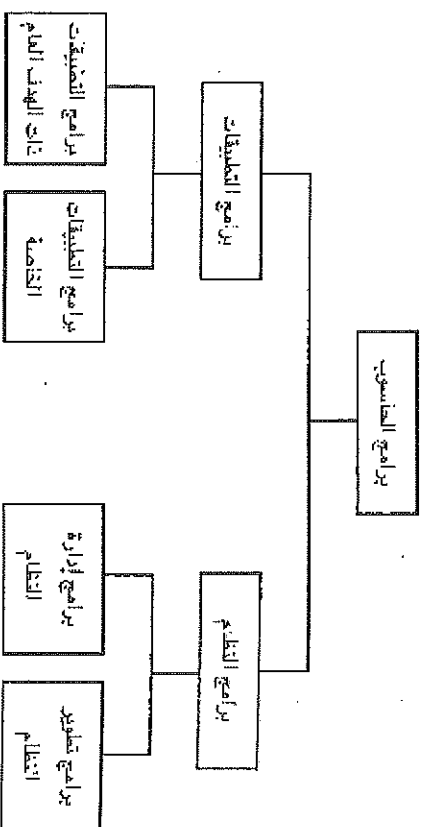 برامج الحاسوب
برامج النظام
برامج التطبيقات
برامج تطوير
النظام
برامج إدارة
النظام
برامج التطبيقات
الخاصة
برامج التطبيقات
ذات الهدف العام